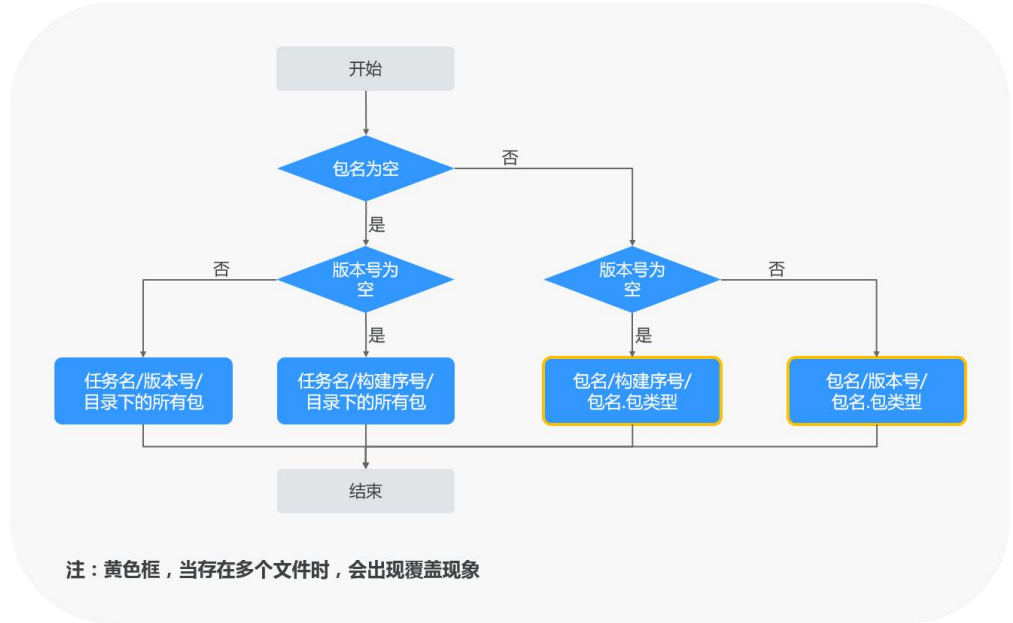 开始
包名为空
否
是
否
版本号为
空
版本号为
空
否
是
是
任务名/版本号/
目录下的所有包
任务名/构建序号/
目录下的所有包
包名/构建序号/
包名.包类型
包名/版本号/
包名.包类型
结束
注：黄色框，当存在多个文件时，会出现覆盖现象